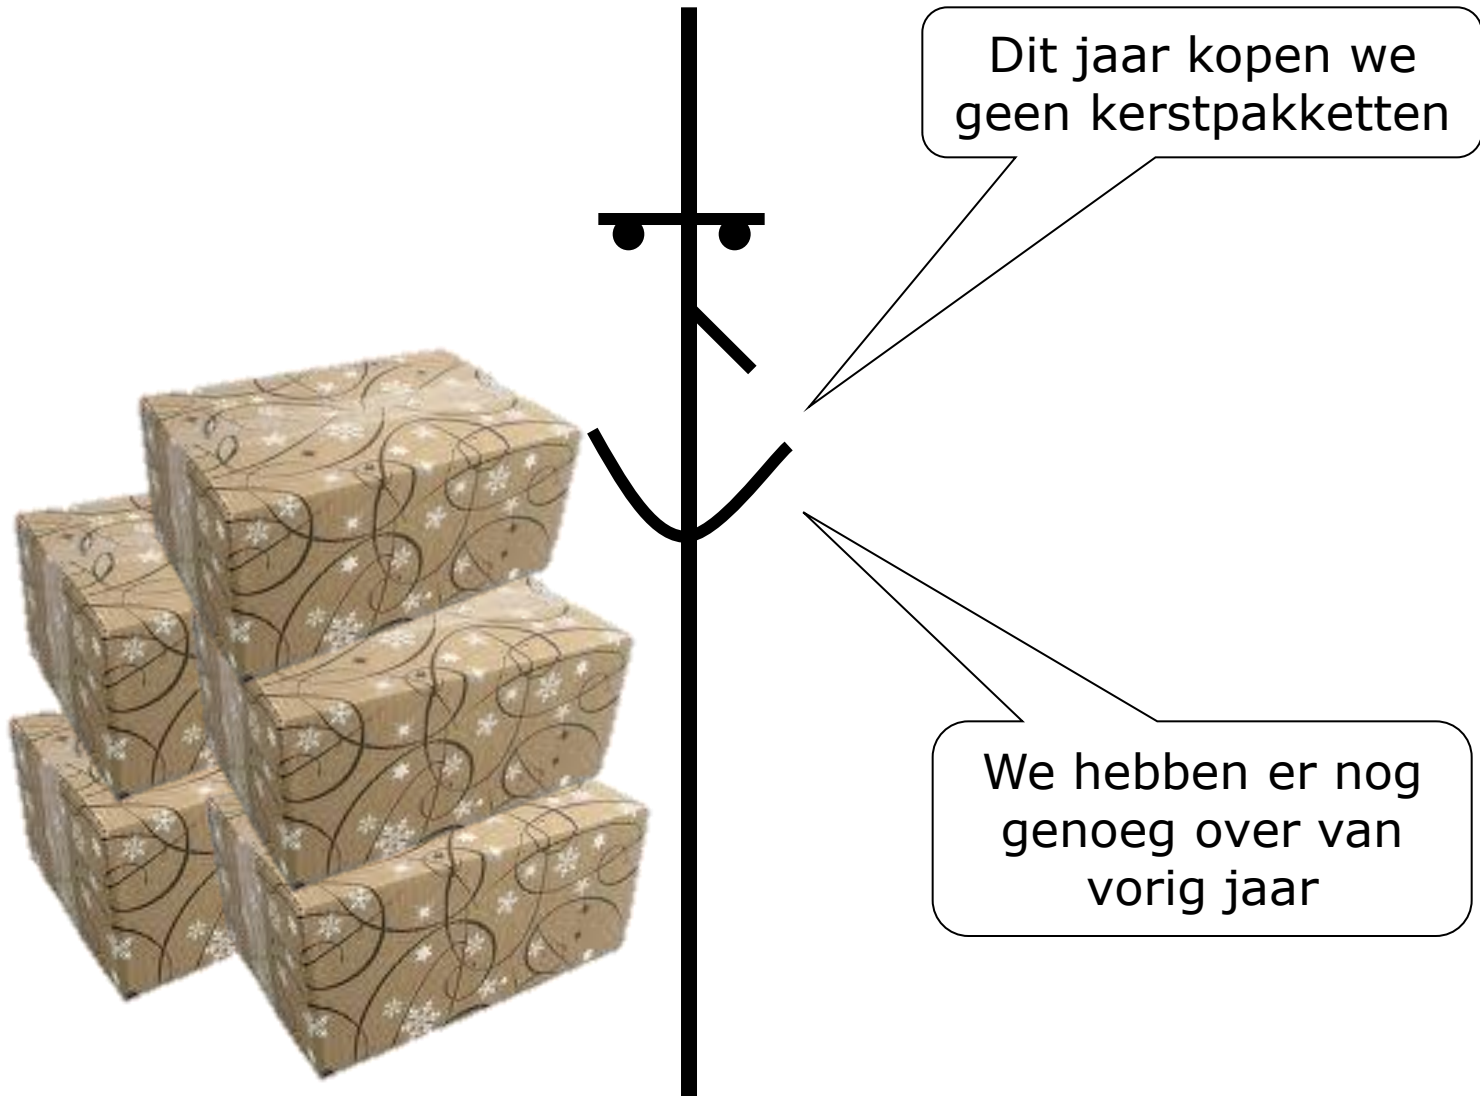 Dit jaar kopen we
geen kerstpakketten
We hebben er nog
genoeg over van
vorig jaar